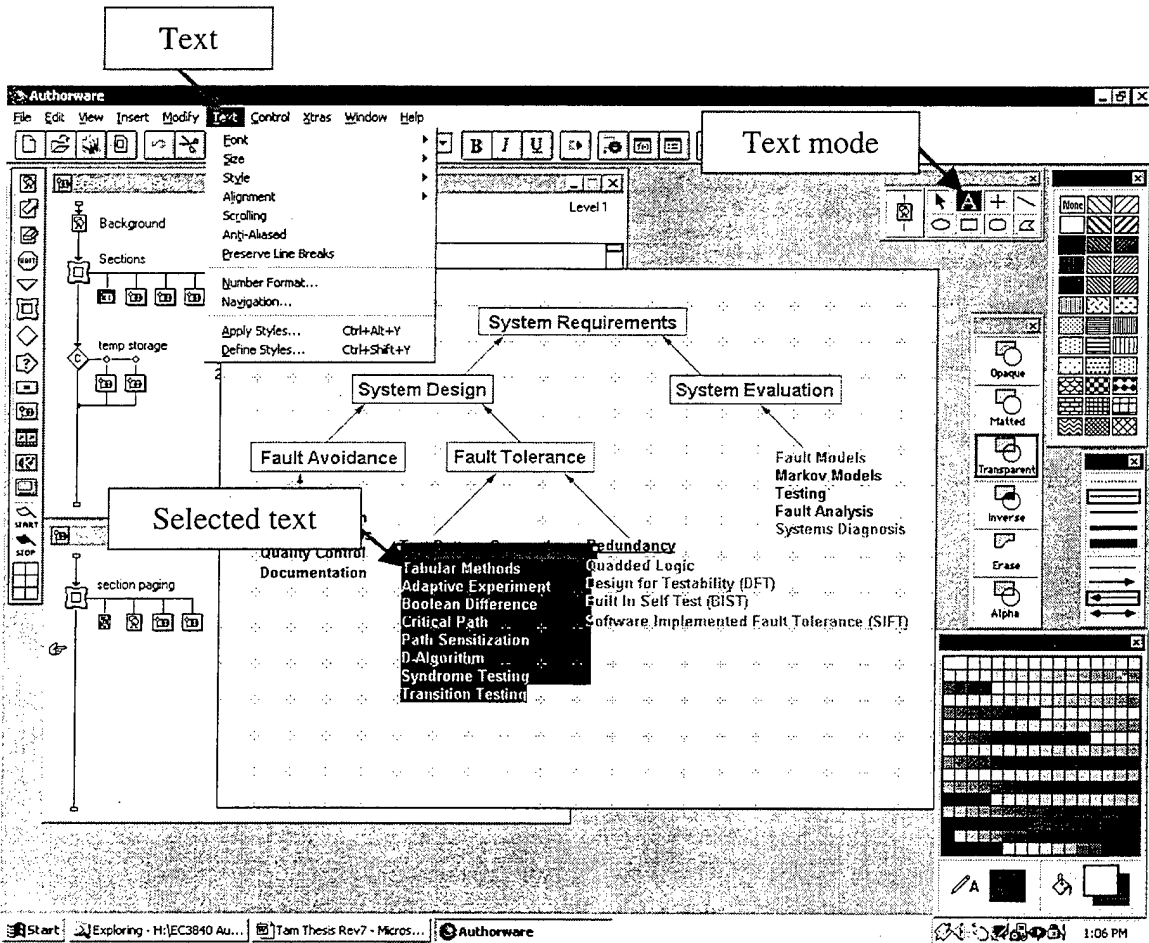 Text
Authorware
File Edit View Insert Modify Text Control Xtras Window Help
Text mode
B I U
Font
Size
Style
Alignment
Scrolling
Anti-Aliased
Preserve Line Breaks
Number Format...
Navigation...
Apply Styles... Ctrl+Alt+Y
Define Styles... Ctrl+Shift+Y
Level 1
Background
Sections
temp storage
section paging
START
STOP
System Requirements
System Design
System Evaluation
Fault Avoidance
Fault Tolerance
Fault Models
Markov Models
Testing
Fault Analysis
Systems Diagnosis
Selected text
Quality Control
Documentation
Tabular Methods
Adaptive Experiment
Boolean Difference
Critical Path
Path Sensitization
D-Algorithm
Syndrome Testing
Transition Testing
Redundancy
Quadded Logic
Design for Testability (DFT)
Built In Self Test (BIST)
Software Implemented Fault Tolerance (SIFT)
None
Opaque
Matted
Transparent
Inverse
Erase
Alpha
Start Exploring - H:\EC3840 Au... Tam Thesis Rev7 - Micros... Authorware 1:06 PM